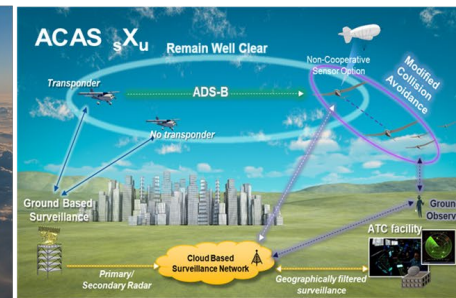 ACAS sXu
Remain Well Clear
Transponder
ADS-B
No transponder
Non-Cooperative
Sensor Option
Modified
Collision
Avoidance
Ground Based
Surveillance
Primary/
Secondary Radar
Cloud Based
Surveillance Network
Geographically filtered
surveillance
Ground
Observ
ATC facility